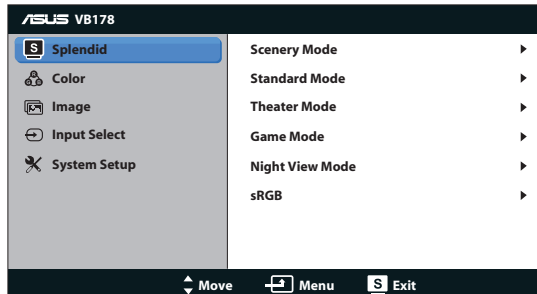 ASUS VB178
S Splendid
Color
Image
Input Select
System Setup
Scenery Mode
Standard Mode
Theater Mode
Game Mode
Night View Mode
sRGB
Move Menu S Exit